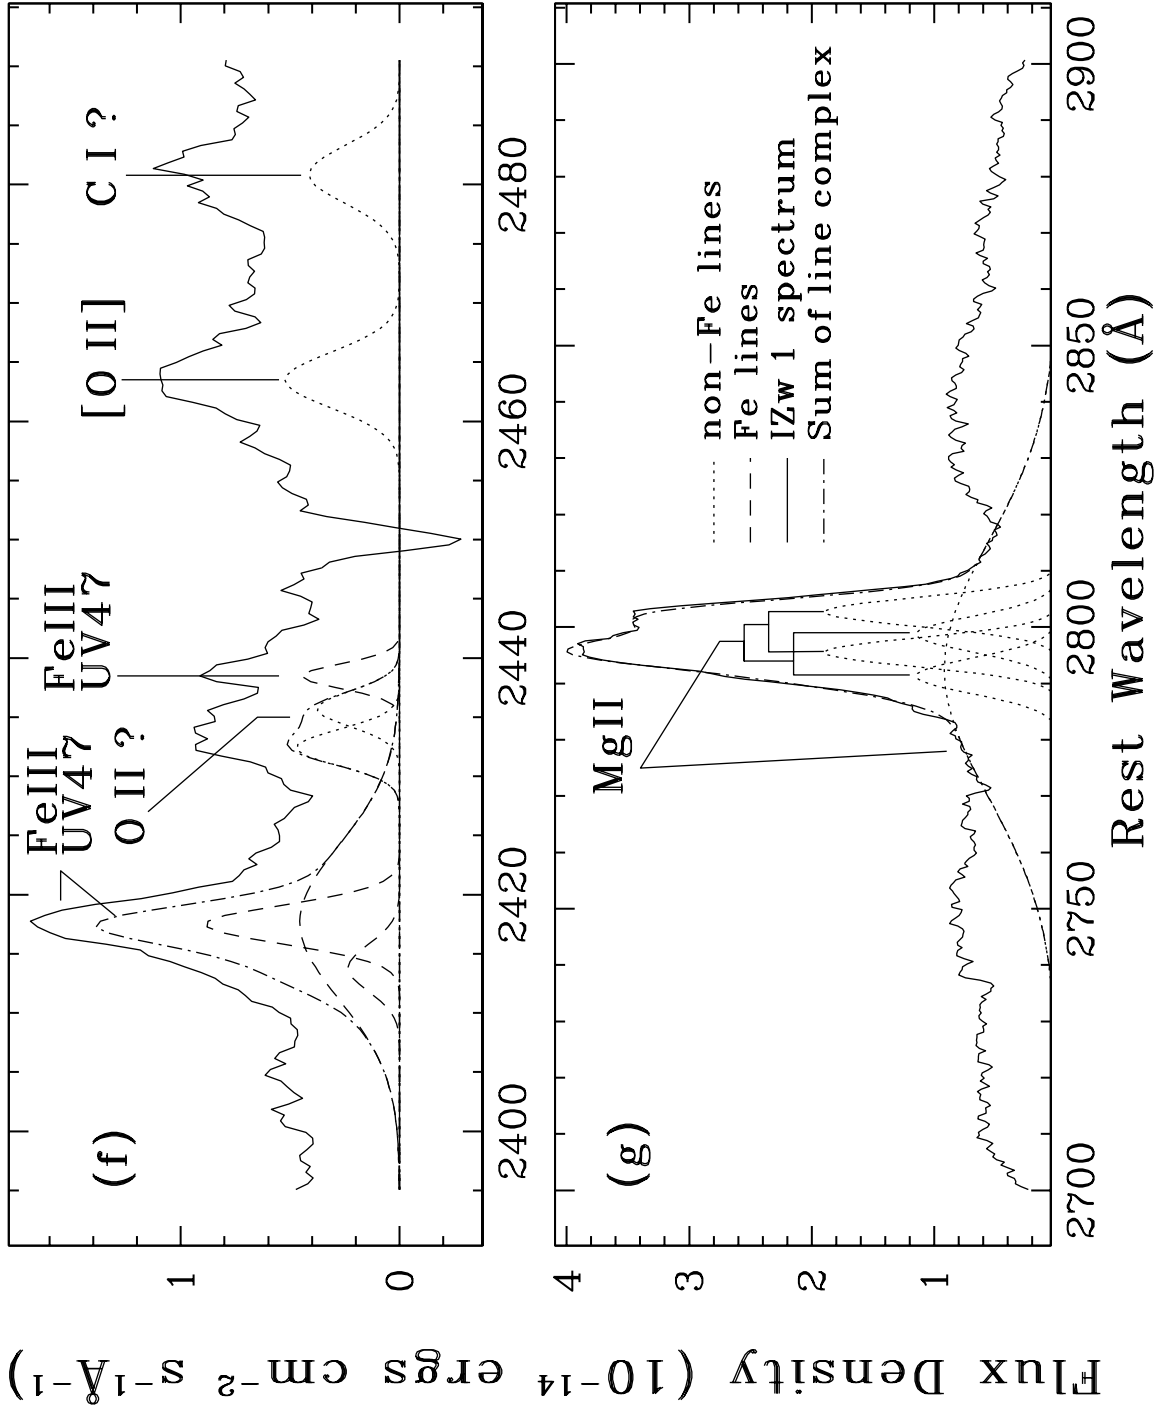 Flux Density (10⁻¹⁴ ergs cm⁻² s⁻¹Å⁻¹)
(f)
FeIII
UV47
O II ?
FeIII
UV47
[O II]
C I ?
1
0
2400
2420
2440
2460
2480
(g)
MgII
non-Fe lines
Fe lines
IZw 1 spectrum
Sum of line complex
4
3
2
1
2700
2750
2800
2850
2900
Rest Wavelength (Å)